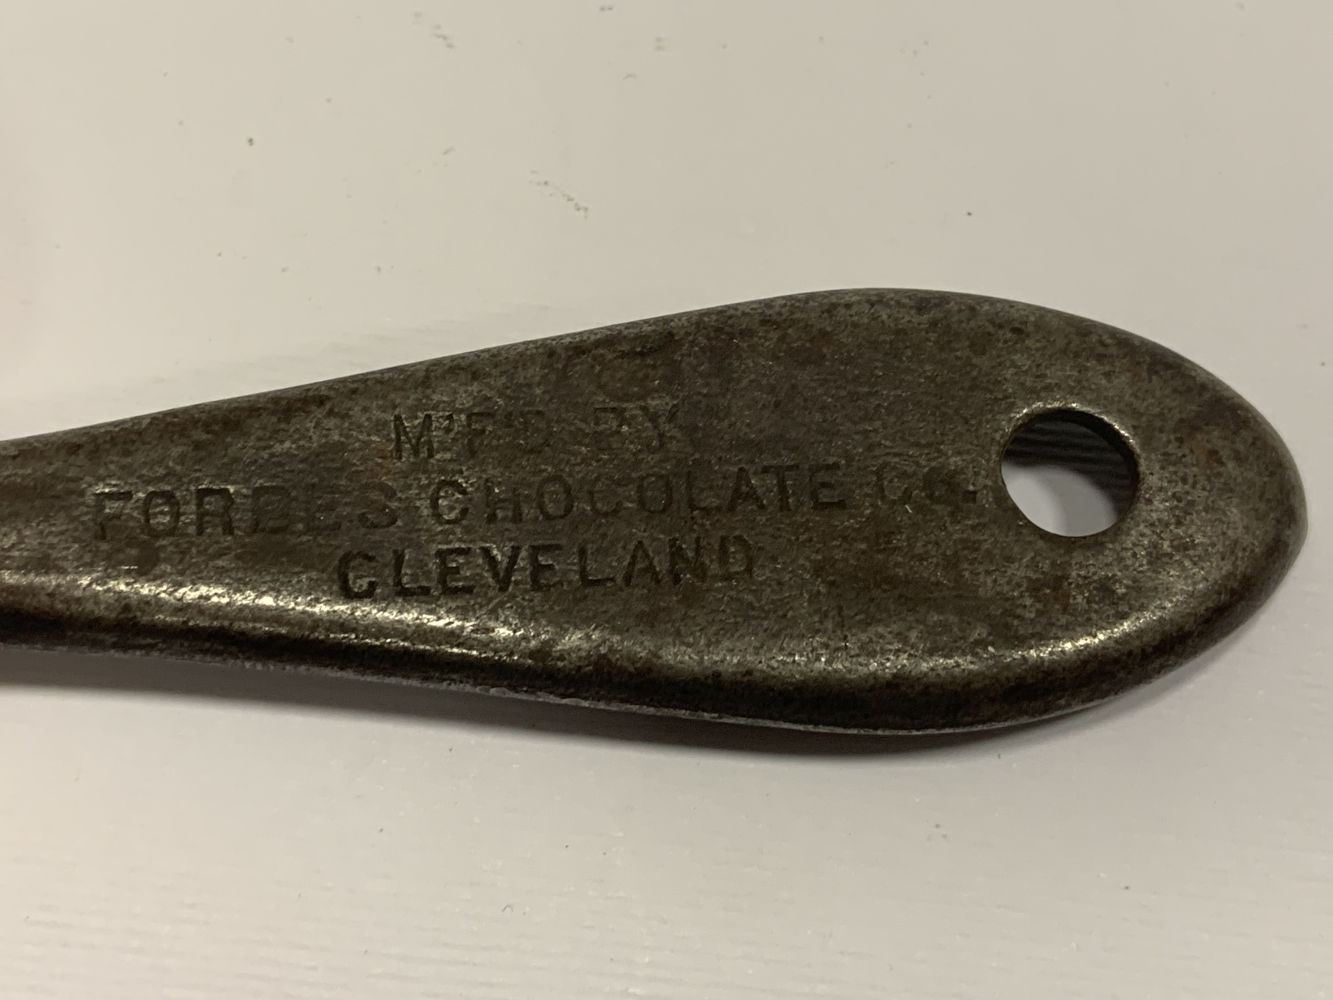 M'F'D BY
FORBES CHOCOLATE CO.
CLEVELAND